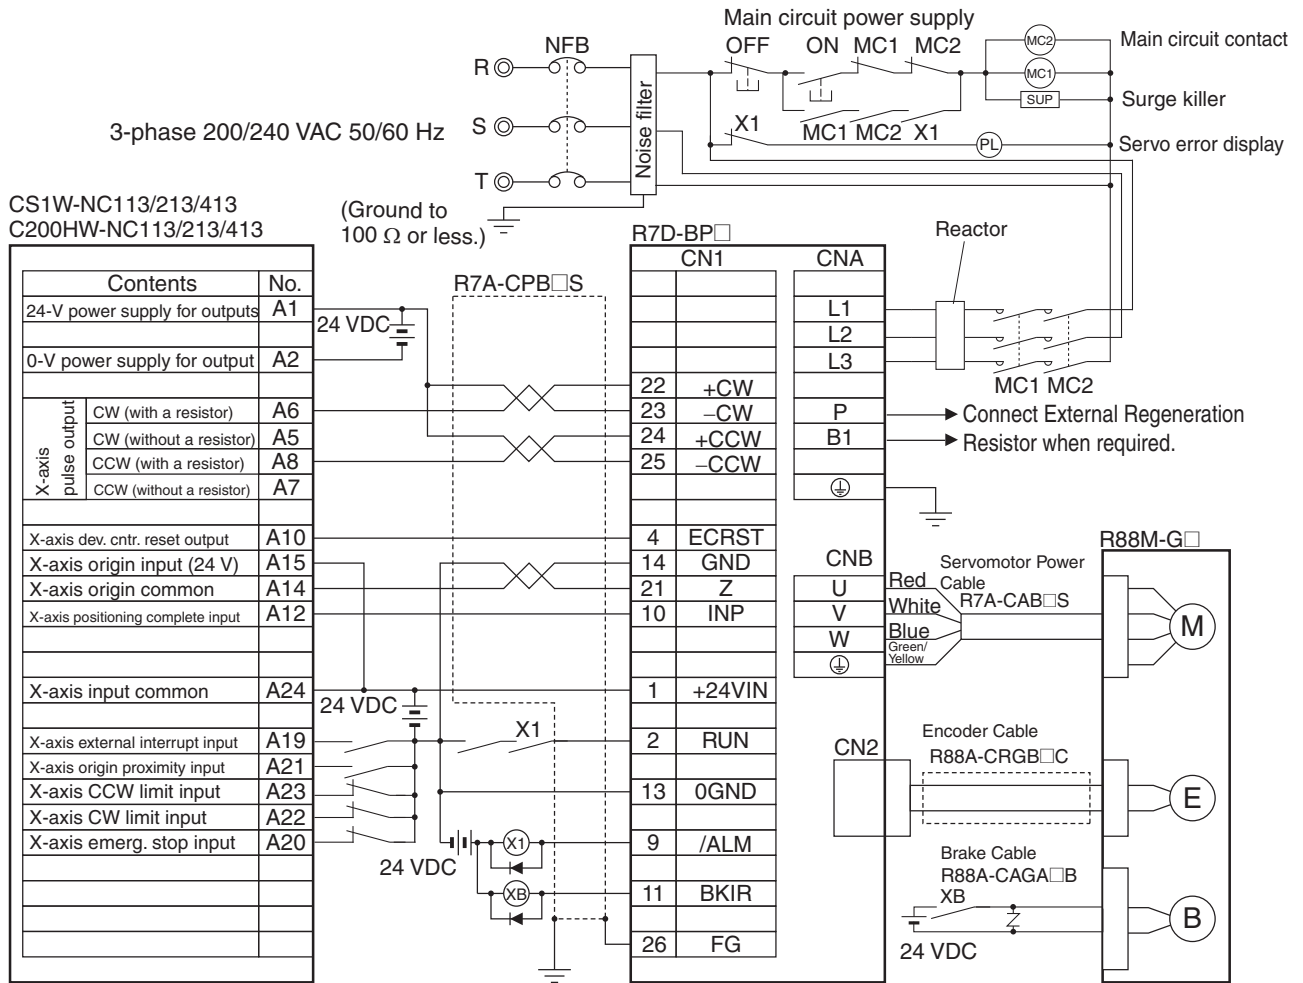 Main circuit power supply
NFB OFF ON MC1 MC2 MC2 Main circuit contact
R MC1
Noise filter
SUP Surge killer
3-phase 200/240 VAC 50/60 Hz S X1 MC1 MC2 X1
PL Servo error display
T
CS1W-NC113/213/413
C200HW-NC113/213/413
(Ground to
100 Ω or less.)
R7D-BP□
Reactor
CN1 CNA
Contents No. R7A-CPB□S
24-V power supply for outputs A1 L1
24 VDC L2
0-V power supply for output A2 L3
MC1 MC2
22 +CW
X-axis
pulse output
CW (with a resistor) A6 23 −CW P Connect External Regeneration
CW (without a resistor) A5 24 +CCW B1 Resistor when required.
CCW (with a resistor) A8 25 −CCW
CCW (without a resistor) A7
X-axis dev. cntr. reset output A10 4 ECRST R88M-G□
X-axis origin input (24 V) A15 14 GND CNB Servomotor Power
Cable
X-axis origin common A14 21 Z U Red R7A-CAB□S
X-axis positioning complete input A12 10 INP V White M
W Blue
Green/
Yellow
X-axis input common A24 1 +24VIN
24 VDC
X-axis external interrupt input A19 X1 2 RUN CN2 Encoder Cable
X-axis origin proximity input A21 R88A-CRGB□C
X-axis CCW limit input A23 13 0GND E
X-axis CW limit input A22
X-axis emerg. stop input A20 X1 9 /ALM
24 VDC Brake Cable
R88A-CAGA□B
XB 11 BKIR XB
B
26 FG 24 VDC